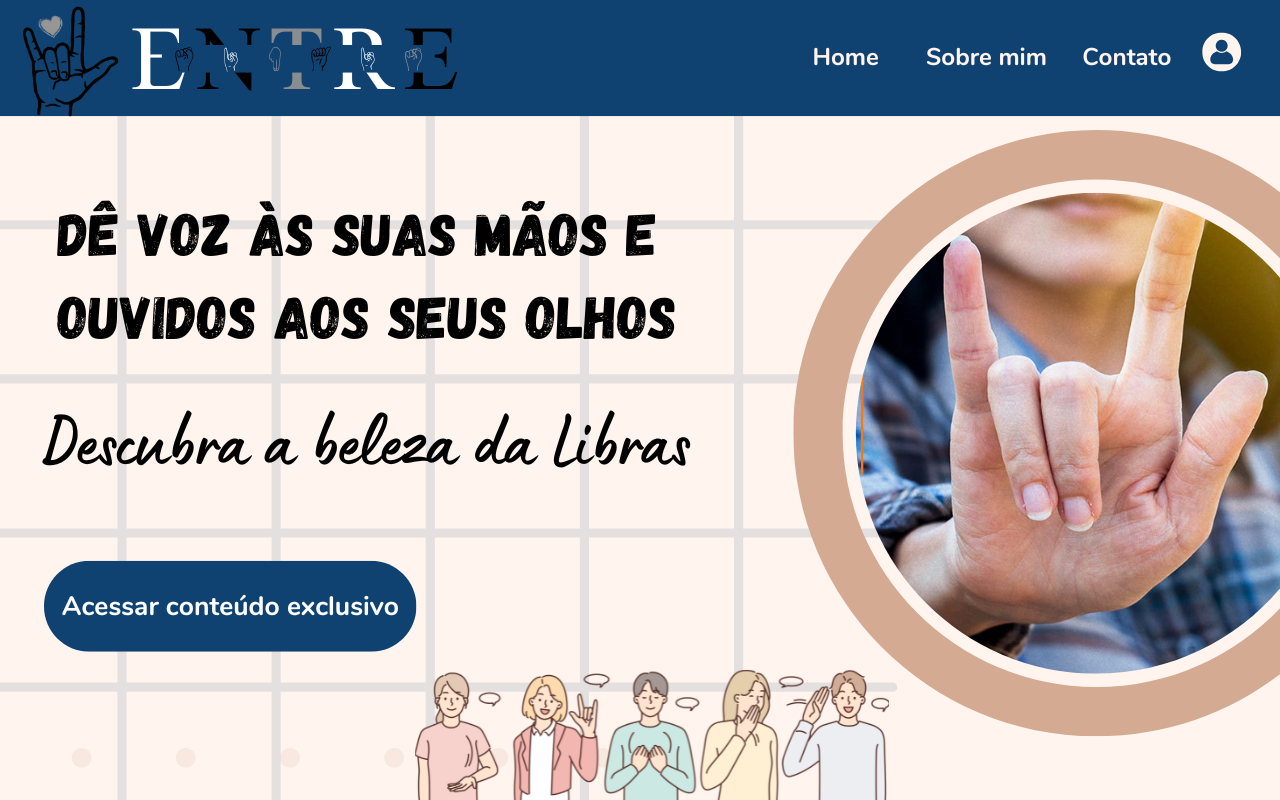 ENTRE
Home Sobre mim Contato
DÊ VOZ ÀS SUAS MÃOS E
OUVIDOS AOS SEUS OLHOS
Descubra a beleza da Libras
Acessar conteúdo exclusivo